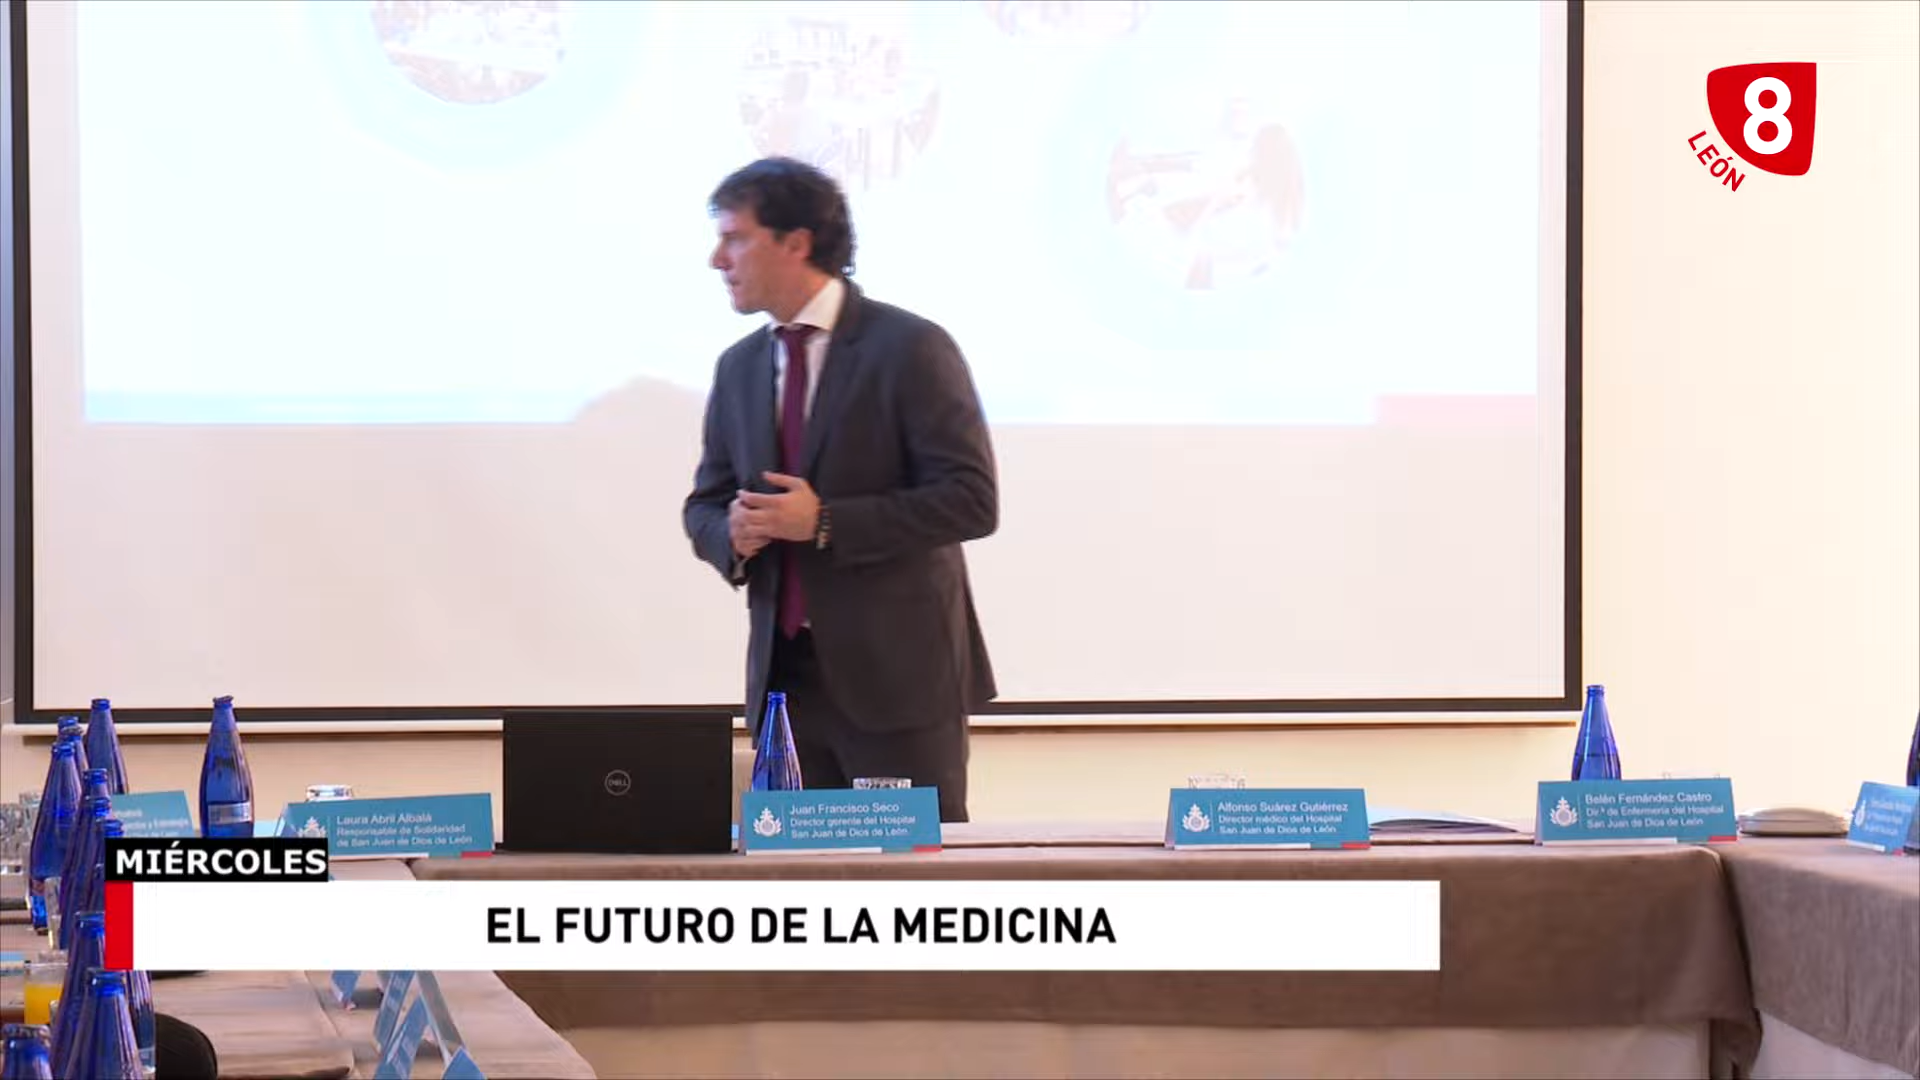 8
LEÓN
Laura Abril Albalá
Responsable de Solidaridad
de San Juan de Dios de León
DELL
Juan Francisco Seco
Director gerente del Hospital
San Juan de Dios de León
Alfonso Suárez Gutiérrez
Director médico del Hospital
San Juan de Dios de León
Belén Fernández Castro
Dir.ª de Enfermería del Hospital
San Juan de Dios de León
MIÉRCOLES
EL FUTURO DE LA MEDICINA